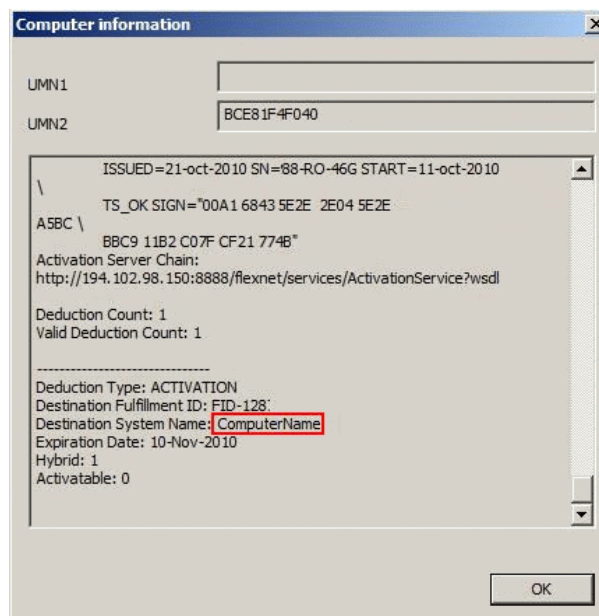 Computer information
UMN1
UMN2
BCE81F4F040
ISSUED=21-oct-2010 SN='88-RO-46G START=11-oct-2010
\
TS_OK SIGN="00A1 6843 5E2E 2E04 5E2E
A5BC \
BBC9 11B2 C07F CF21 774B"
Activation Server Chain:
http://194.102.98.150:8888/flexnet/services/ActivationService?wsdl
Deduction Count: 1
Valid Deduction Count: 1
-------------------------------
Deduction Type: ACTIVATION
Destination Fulfillment ID: FID-128
Destination System Name: ComputerName
Expiration Date: 10-Nov-2010
Hybrid: 1
Activatable: 0
OK